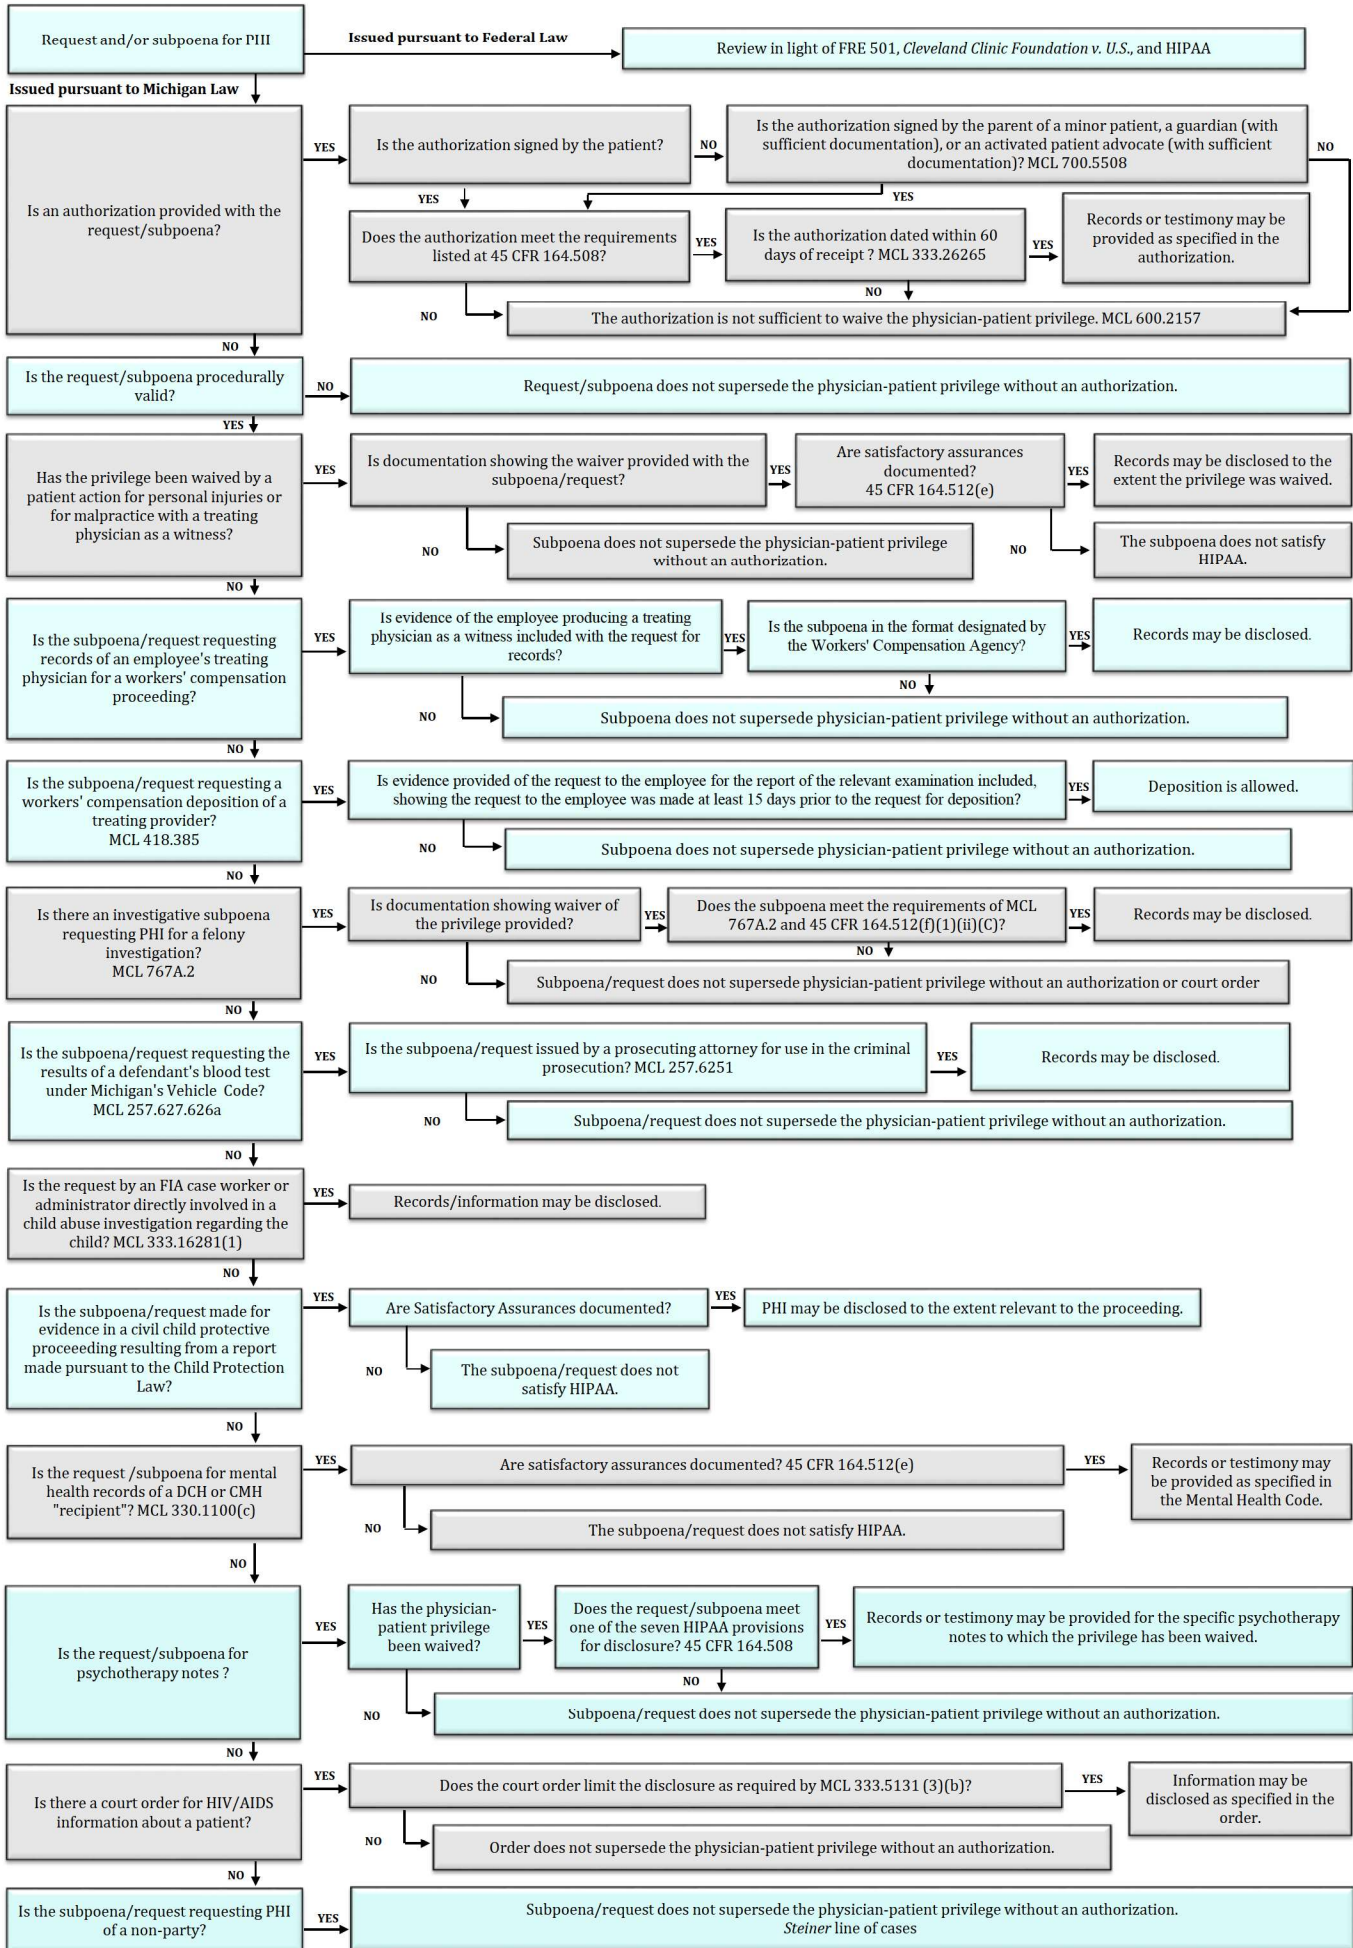 Request and/or subpoena for PIII
Issued pursuant to Federal Law
Review in light of FRE 501, Cleveland Clinic Foundation v. U.S., and HIPAA
Issued pursuant to Michigan Law
Is an authorization provided with the
request/subpoena?
YES
Is the authorization signed by the patient?
NO
Is the authorization signed by the parent of a minor patient, a guardian (with
sufficient documentation), or an activated patient advocate (with sufficient
documentation)? MCL 700.5508
NO
YES
YES
Does the authorization meet the requirements
listed at 45 CFR 164.508?
YES
Is the authorization dated within 60
days of receipt ? MCL 333.26265
YES
Records or testimony may be
provided as specified in the
authorization.
NO
NO
The authorization is not sufficient to waive the physician-patient privilege. MCL 600.2157
NO
Is the request/subpoena procedurally
valid?
NO
Request/subpoena does not supersede the physician-patient privilege without an authorization.
YES
Has the privilege been waived by a
patient action for personal injuries or
for malpractice with a treating
physician as a witness?
YES
Is documentation showing the waiver provided with the
subpoena/request?
YES
Are satisfactory assurances
documented?
45 CFR 164.512(e)
YES
Records may be disclosed to the
extent the privilege was waived.
NO
Subpoena does not supersede the physician-patient privilege
without an authorization.
NO
The subpoena does not satisfy
HIPAA.
NO
Is the subpoena/request requesting
records of an employee's treating
physician for a workers' compensation
proceeding?
YES
Is evidence of the employee producing a treating
physician as a witness included with the request for
records?
YES
Is the subpoena in the format designated by
the Workers' Compensation Agency?
YES
Records may be disclosed.
NO
NO
Subpoena does not supersede physician-patient privilege without an authorization.
NO
Is the subpoena/request requesting a
workers' compensation deposition of a
treating provider?
MCL 418.385
YES
Is evidence provided of the request to the employee for the report of the relevant examination included,
showing the request to the employee was made at least 15 days prior to the request for deposition?
YES
Deposition is allowed.
NO
Subpoena does not supersede physician-patient privilege without an authorization.
NO
Is there an investigative subpoena
requesting PHI for a felony
investigation?
MCL 767A.2
YES
Is documentation showing waiver of
the privilege provided?
YES
Does the subpoena meet the requirements of MCL
767A.2 and 45 CFR 164.512(f)(1)(ii)(C)?
YES
Records may be disclosed.
NO
NO
Subpoena/request does not supersede physician-patient privilege without an authorization or court order
NO
Is the subpoena/request requesting the
results of a defendant's blood test
under Michigan's Vehicle Code?
MCL 257.627.626a
YES
Is the subpoena/request issued by a prosecuting attorney for use in the criminal
prosecution? MCL 257.6251
YES
Records may be disclosed.
NO
Subpoena/request does not supersede the physician-patient privilege without an authorization.
NO
Is the request by an FIA case worker or
administrator directly involved in a
child abuse investigation regarding the
child? MCL 333.16281(1)
YES
Records/information may be disclosed.
NO
Is the subpoena/request made for
evidence in a civil child protective
proceeeding resulting from a report
made pursuant to the Child Protection
Law?
YES
Are Satisfactory Assurances documented?
YES
PHI may be disclosed to the extent relevant to the proceeding.
NO
The subpoena/request does not
satisfy HIPAA.
NO
Is the request /subpoena for mental
health records of a DCH or CMH
"recipient"? MCL 330.1100(c)
YES
Are satisfactory assurances documented? 45 CFR 164.512(e)
YES
Records or testimony may
be provided as specified in
the Mental Health Code.
NO
The subpoena/request does not satisfy HIPAA.
NO
Is the request/subpoena for
psychotherapy notes ?
YES
Has the physician-
patient privilege
been waived?
YES
Does the request/subpoena meet
one of the seven HIPAA provisions
for disclosure? 45 CFR 164.508
YES
Records or testimony may be provided for the specific psychotherapy
notes to which the privilege has been waived.
NO
NO
Subpoena/request does not supersede the physician-patient privilege without an authorization.
NO
Is there a court order for HIV/AIDS
information about a patient?
YES
Does the court order limit the disclosure as required by MCL 333.5131 (3)(b)?
YES
Information may be
disclosed as specified in the
order.
NO
Order does not supersede the physician-patient privilege without an authorization.
NO
Is the subpoena/request requesting PHI
of a non-party?
YES
Subpoena/request does not supersede the physician-patient privilege without an authorization.
Steiner line of cases